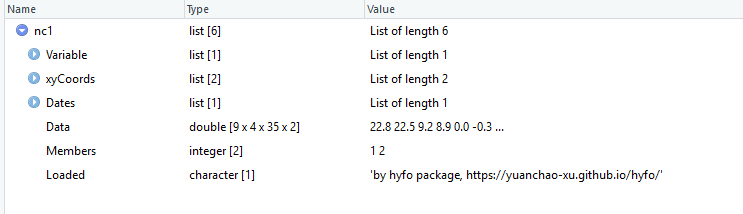 Name Type Value
nc1 list [6] List of length 6
Variable list [1] List of length 1
xyCoords list [2] List of length 2
Dates list [1] List of length 1
Data double [9 x 4 x 35 x 2] 22.8 22.5 9.2 8.9 0.0 -0.3 ...
Members integer [2] 1 2
Loaded character [1] 'by hyfo package, https://yuanchao-xu.github.io/hyfo/'